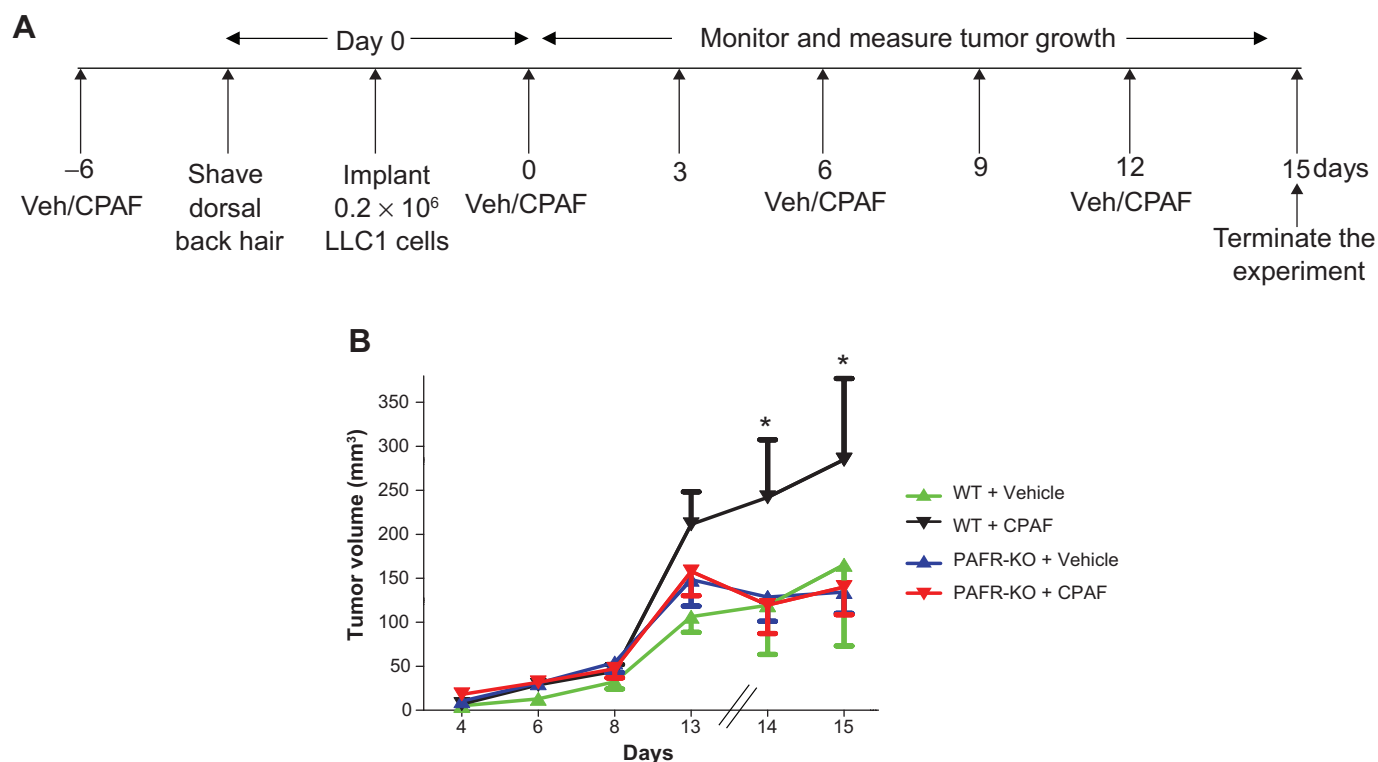 A
Day 0
Monitor and measure tumor growth
–6
0
3
6
9
12
15 days
Veh/CPAF
Shave
dorsal
back hair
Implant
0.2 × 10⁶
LLC1 cells
Veh/CPAF
Veh/CPAF
Veh/CPAF
Terminate the
experiment
B
Tumor volume (mm³)
350
300
250
200
150
100
50
0
4
6
8
13
14
15
Days
*
*
WT + Vehicle
WT + CPAF
PAFR-KO + Vehicle
PAFR-KO + CPAF